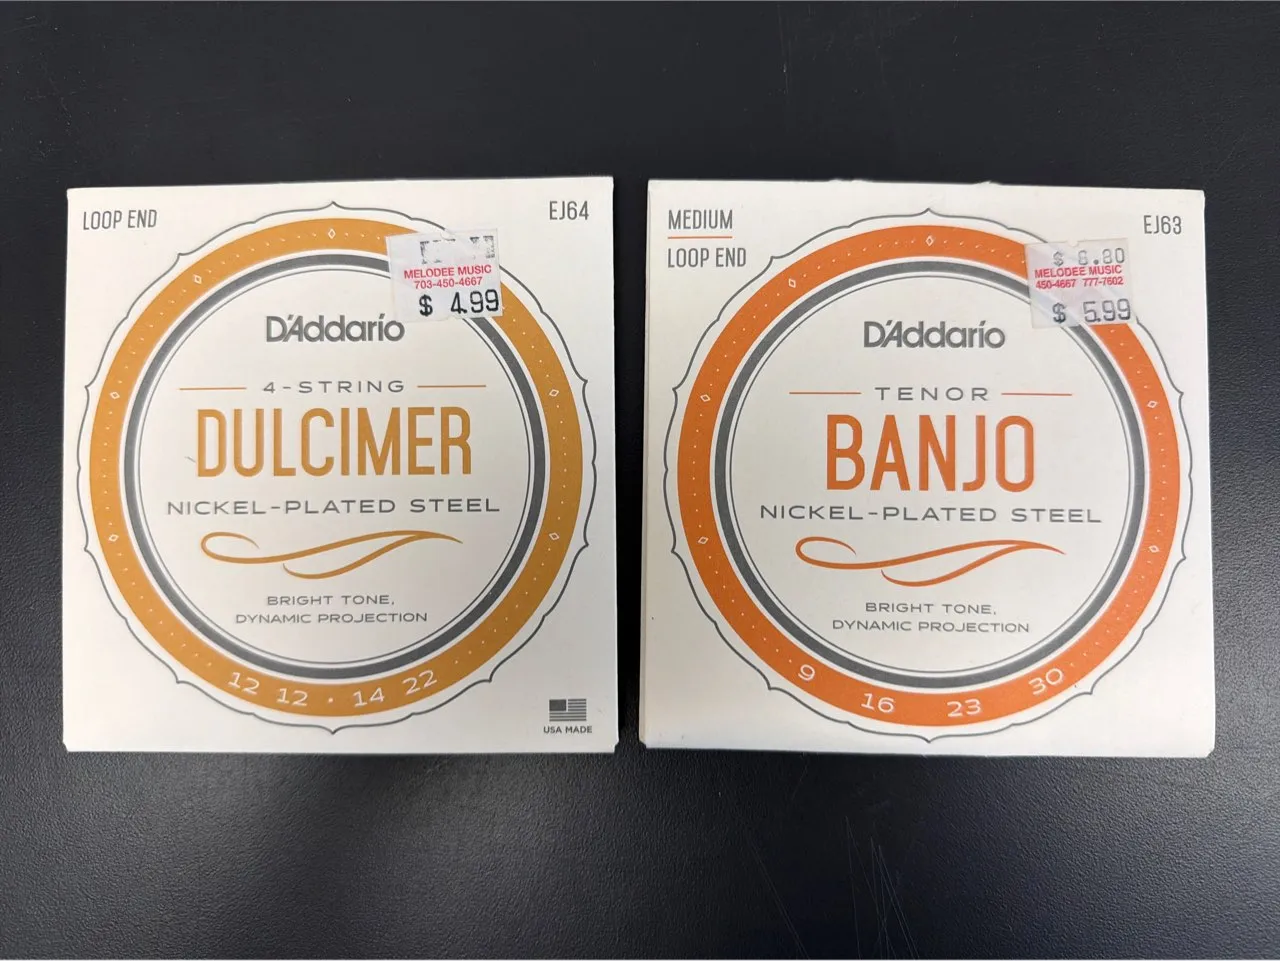 LOOP END
EJ64
MELODEE MUSIC
703-450-4667
$ 4.99
D'Addario
4-STRING
DULCIMER
NICKEL-PLATED STEEL
BRIGHT TONE,
DYNAMIC PROJECTION
12 12 · 14 22
USA MADE
MEDIUM
LOOP END
EJ63
MELODEE MUSIC
450-4667 777-7602
$ 5.99
D'Addario
TENOR
BANJO
NICKEL-PLATED STEEL
BRIGHT TONE,
DYNAMIC PROJECTION
9 16 23 30